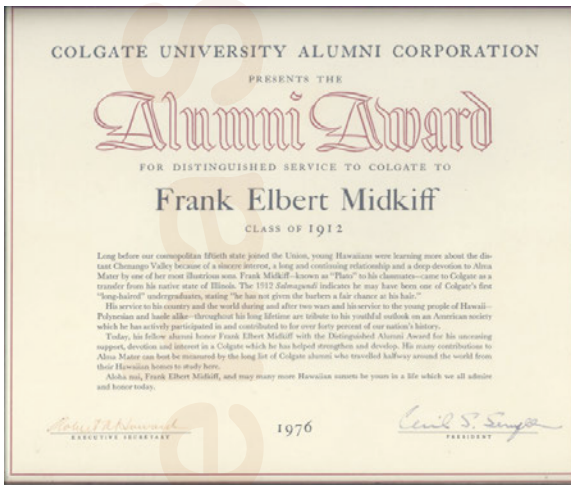 COLGATE UNIVERSITY ALUMNI CORPORATION
PRESENTS THE
Alumni Award
FOR DISTINGUISHED SERVICE TO COLGATE TO
Frank Elbert Midkiff
CLASS OF 1912
Long before our cosmopolitan fiftieth state joined the Union, young Hawaiians were learning more about the dis-
tant Chenango Valley because of a sincere interest, a long and continuing relationship and a deep devotion to Alma
Mater by one of her most illustrious sons. Frank Midkiff—known as "Plato" to his classmates—came to Colgate as a
transfer from his native state of Illinois. The 1912 Salmagundi indicates he may have been one of Colgate's first
"long-haired" undergraduates, stating "he has not given the barbers a fair chance at his hair."
His service to his country and the world during and after two wars and his service to the young people of Hawaii—
Polynesian and haole alike—throughout his long lifetime are tribute to his youthful outlook on an American society
which he has actively participated in and contributed to for over forty percent of our nation's history.
Today, his fellow alumni honor Frank Elbert Midkiff with the Distinguished Alumni Award for his unceasing
support, devotion and interest in a Colgate which he has helped strengthen and develop. His many contributions to
Alma Mater can best be measured by the long list of Colgate alumni who travelled halfway around the world from
their Hawaiian homes to study here.
Aloha nui, Frank Elbert Midkiff, and may many more Hawaiian sunsets be yours in a life which we all admire
and honor today.
Robert A. Howard
EXECUTIVE SECRETARY
1976
PRESIDENT